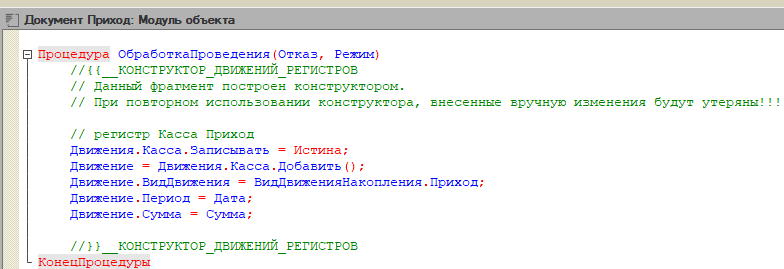 Документ Приход: Модуль объекта
Процедура ОбработкаПроведения(Отказ, Режим)
//{{__КОНСТРУКТОР_ДВИЖЕНИЙ_РЕГИСТРОВ
// Данный фрагмент построен конструктором.
// При повторном использовании конструктора, внесенные вручную изменения будут утеряны!!!
// регистр Касса Приход
Движения.Касса.Записывать = Истина;
Движение = Движения.Касса.Добавить();
Движение.ВидДвижения = ВидДвиженияНакопления.Приход;
Движение.Период = Дата;
Движение.Сумма = Сумма;
//}}__КОНСТРУКТОР_ДВИЖЕНИЙ_РЕГИСТРОВ
КонецПроцедуры